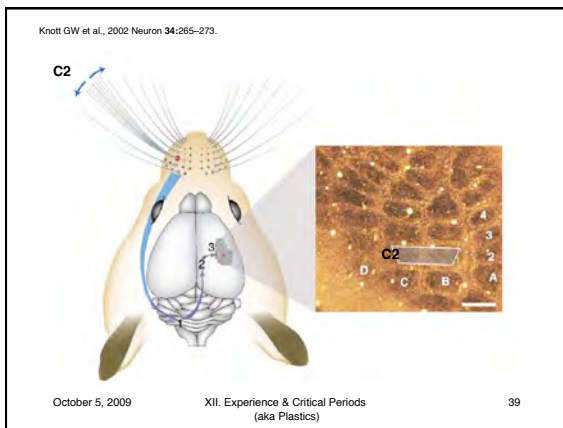 Knott GW et al., 2002 Neuron 34:265–273.
C2
3
2
1
4
3
2
C2
D
C
B
A
October 5, 2009
XII. Experience & Critical Periods
(aka Plastics)
39